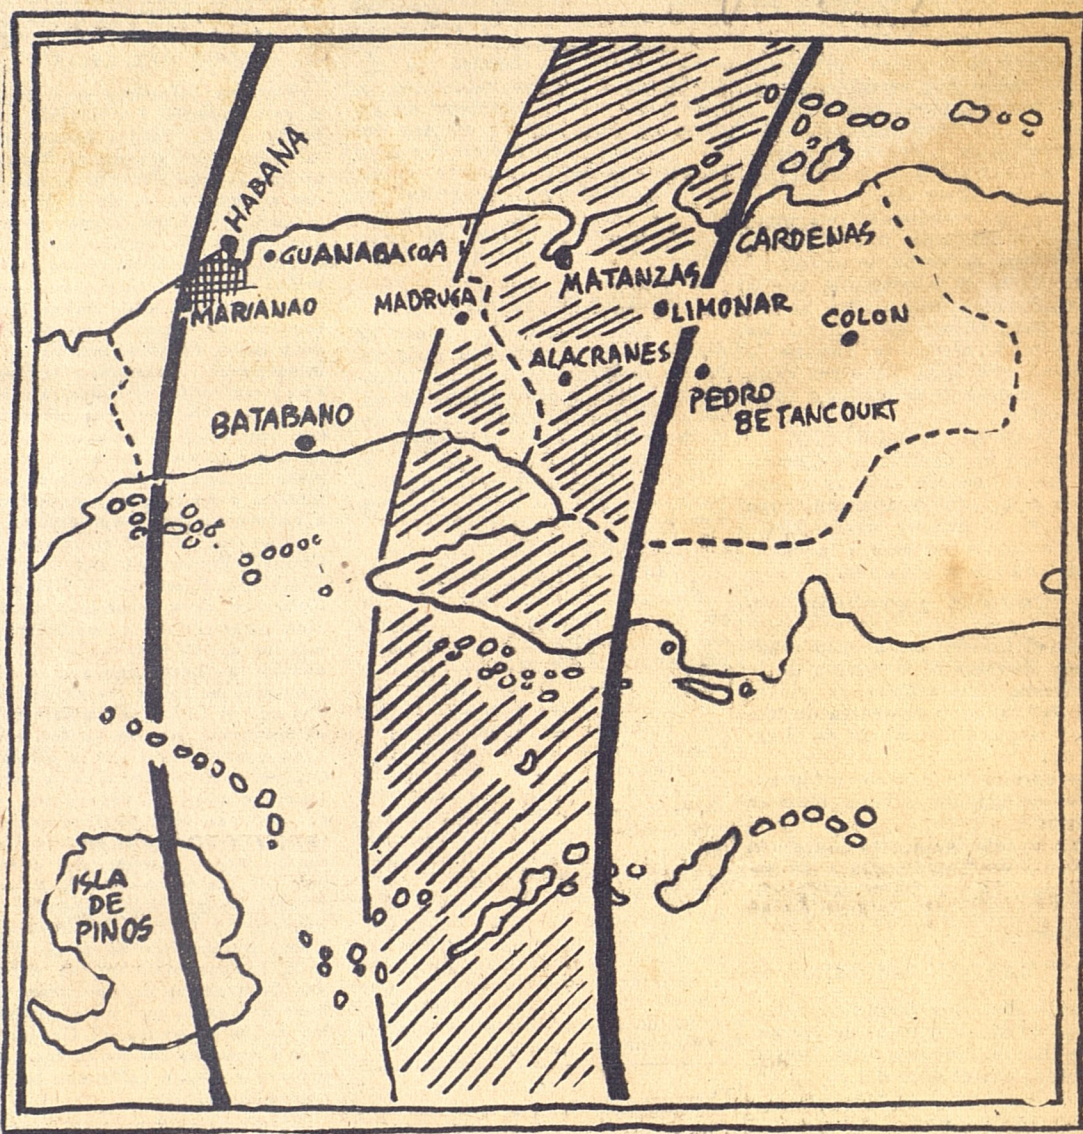 HABANA
GUANABACOA
CARDENAS
MATANZAS
MARIANAO
MADRUGA
LIMONAR
COLON
ALACRANES
PEDRO
BETANCOURT
BATABANO
ISLA
DE
PINOS